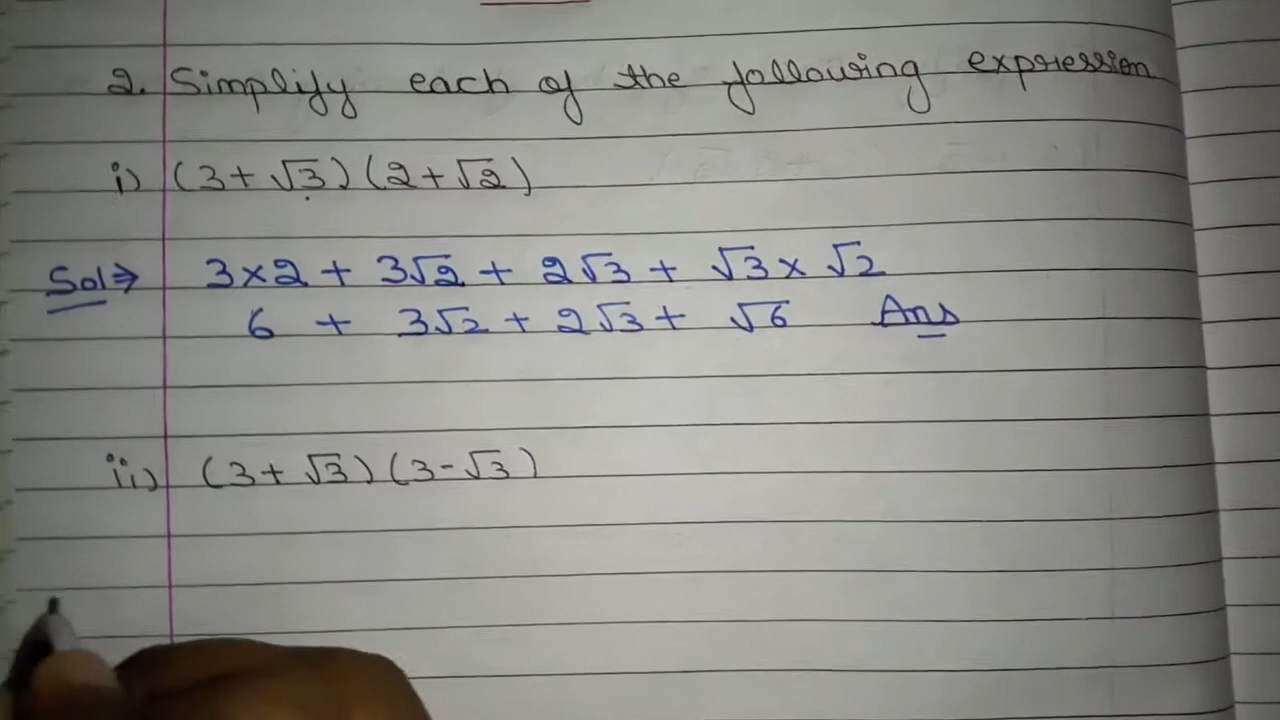 2. Simplify each of the following expression
i) (3+√3)(2+√2)
Sol⇒ 3×2 + 3√2 + 2√3 + √3 × √2
6 + 3√2 + 2√3 + √6 Ans
ii) (3+√3)(3-√3)